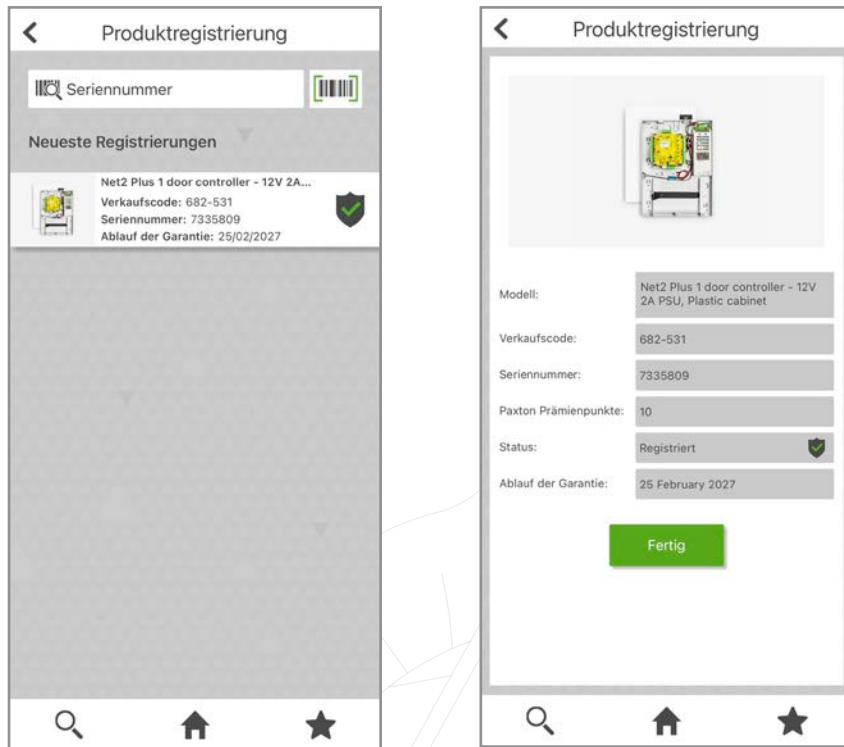 Produktregistrierung
Seriennummer
Neueste Registrierungen
Net2 Plus 1 door controller - 12V 2A...
Verkaufscode: 682-531
Seriennummer: 7335809
Ablauf der Garantie: 25/02/2027
Produktregistrierung
Modell:
Net2 Plus 1 door controller - 12V
2A PSU, Plastic cabinet
Verkaufscode:
682-531
Seriennummer:
7335809
Paxton Prämienpunkte:
10
Status:
Registriert
Ablauf der Garantie:
25 February 2027
Fertig